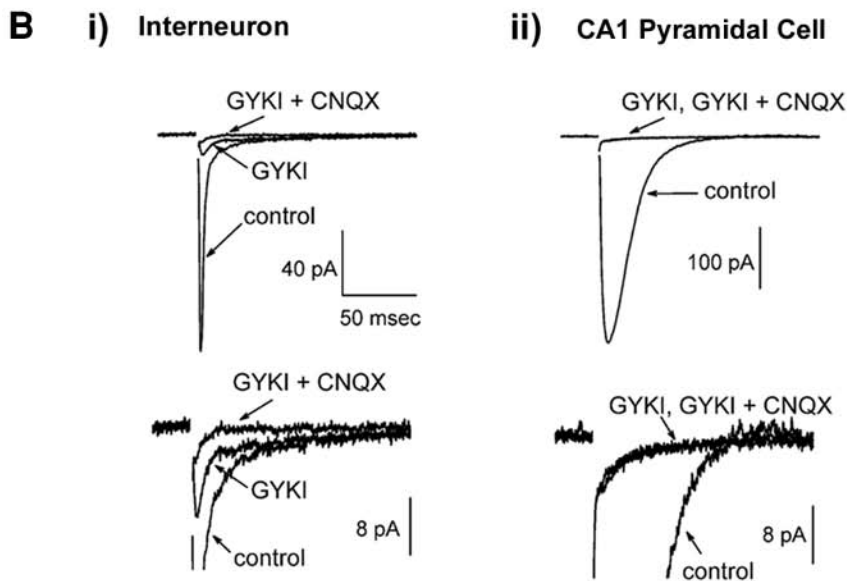 B i) Interneuron ii) CA1 Pyramidal Cell
GYKI + CNQX
GYKI
control
40 pA
50 msec
GYKI, GYKI + CNQX
control
100 pA
GYKI + CNQX
GYKI
control
8 pA
GYKI, GYKI + CNQX
control
8 pA